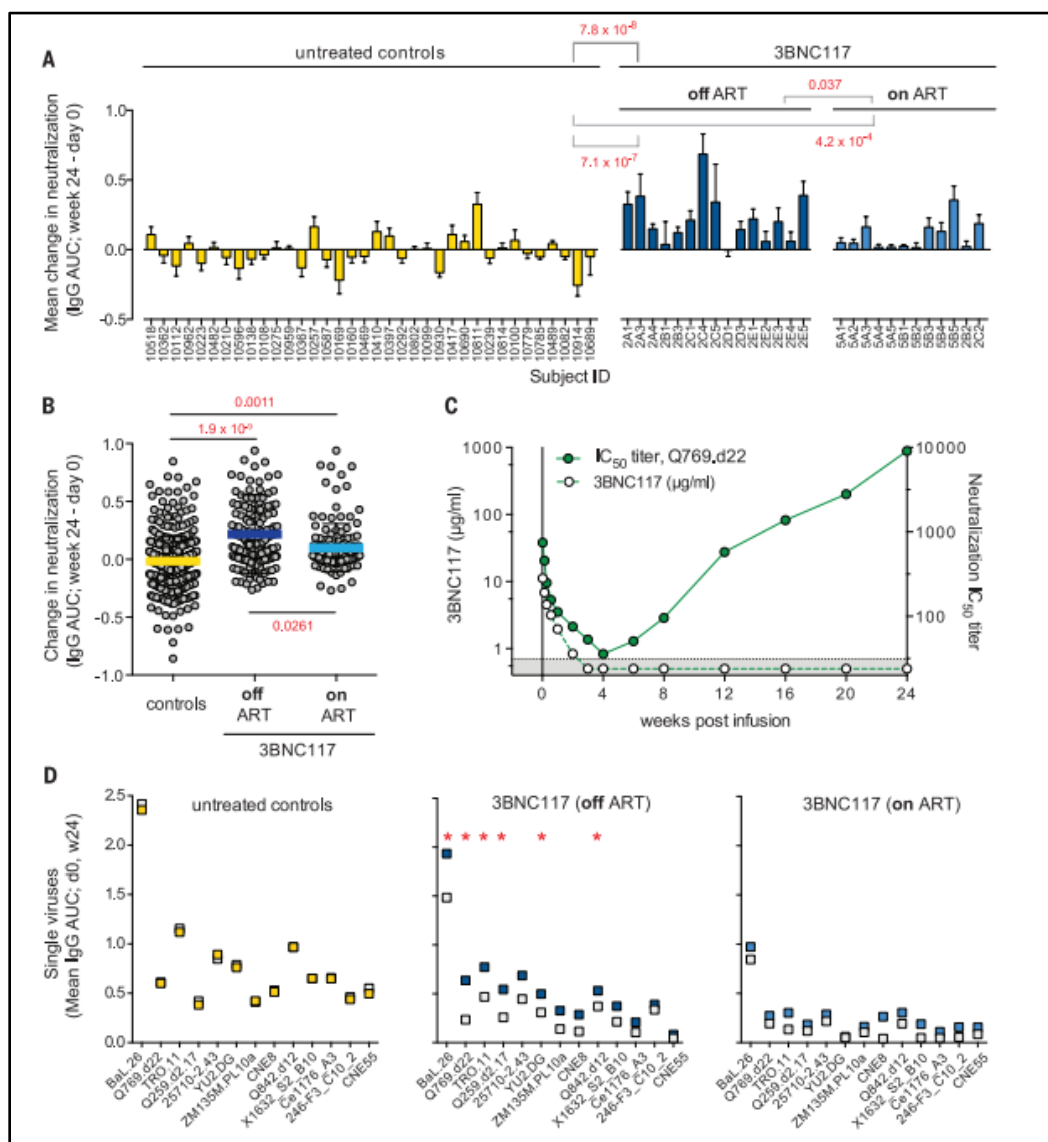 A
untreated controls
7.8 x 10⁻⁸
3BNC117
off ART
0.037
on ART
7.1 x 10⁻⁷
4.2 x 10⁻⁴
Mean change in neutralization
(IgG AUC; week 24 - day 0)
1.0
0.5
0.0
-0.5
10518 10362 10112 10962 10223 10482 10210 10596 10138 10108 10275 10959 10367 10257 10587 10169 10160 10469 10410 10397 10292 10802 10099 10930 10417 10690 10811 10239 10814 10100 10779 10785 10489 10082 10914 10689
2A1 2A3 2A4 2B1 2B3 2C1 2C4 2C5 2D1 2D3 2E1 2E2 2E3 2E4 2E5
5A1 5A2 5A3 5A4 5A5 5B1 5B2 5B3 5B4 5B5 2B2 2C2
Subject ID
B
0.0011
Change in neutralization
(IgG AUC; week 24 - day 0)
1.0
0.5
0.0
-0.5
-1.0
0.0261
controls
off
ART
on
ART
3BNC117
C
IC₅₀ titer, Q769.d22
3BNC117 (µg/ml)
3BNC117 (µg/ml)
1000
100
10
1
10000
1000
100
Neutralization IC₅₀ titer
0 4 8 12 16 20 24
weeks post infusion
D
untreated controls
3BNC117 (off ART)
3BNC117 (on ART)
* * * * * *
Single viruses
(Mean IgG AUC; d0, w24)
2.5
2.0
1.5
1.0
0.5
0.0
BaL.26 Q769.d22 TRO.11 Q259.d2.17 25710-2.43 YU2.DG ZM135M.PL10a CNE8 Q842.d12 X1632_S2_B10 Ce1176_A3 246-F3_C10_2 CNE55
BaL.26 Q769.d22 TRO.11 Q259.d2.17 25710-2.43 YU2.DG ZM135M.PL10a CNE8 Q842.d12 X1632_S2_B10 Ce1176_A3 246-F3_C10_2 CNE55
BaL.26 Q769.d22 TRO.11 Q259.d2.17 25710-2.43 YU2.DG ZM135M.PL10a CNE8 Q842.d12 X1632_S2_B10 Ce1176_A3 246-F3_C10_2 CNE55